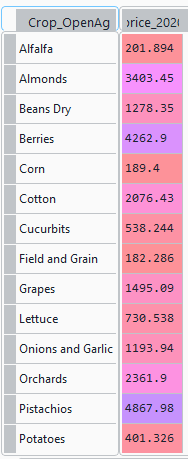 Crop_OpenAg price_2020
Alfalfa 201.894
Almonds 3403.45
Beans Dry 1278.35
Berries 4262.9
Corn 189.4
Cotton 2076.43
Cucurbits 538.244
Field and Grain 182.286
Grapes 1495.09
Lettuce 730.538
Onions and Garlic 1193.94
Orchards 2361.9
Pistachios 4867.98
Potatoes 401.326